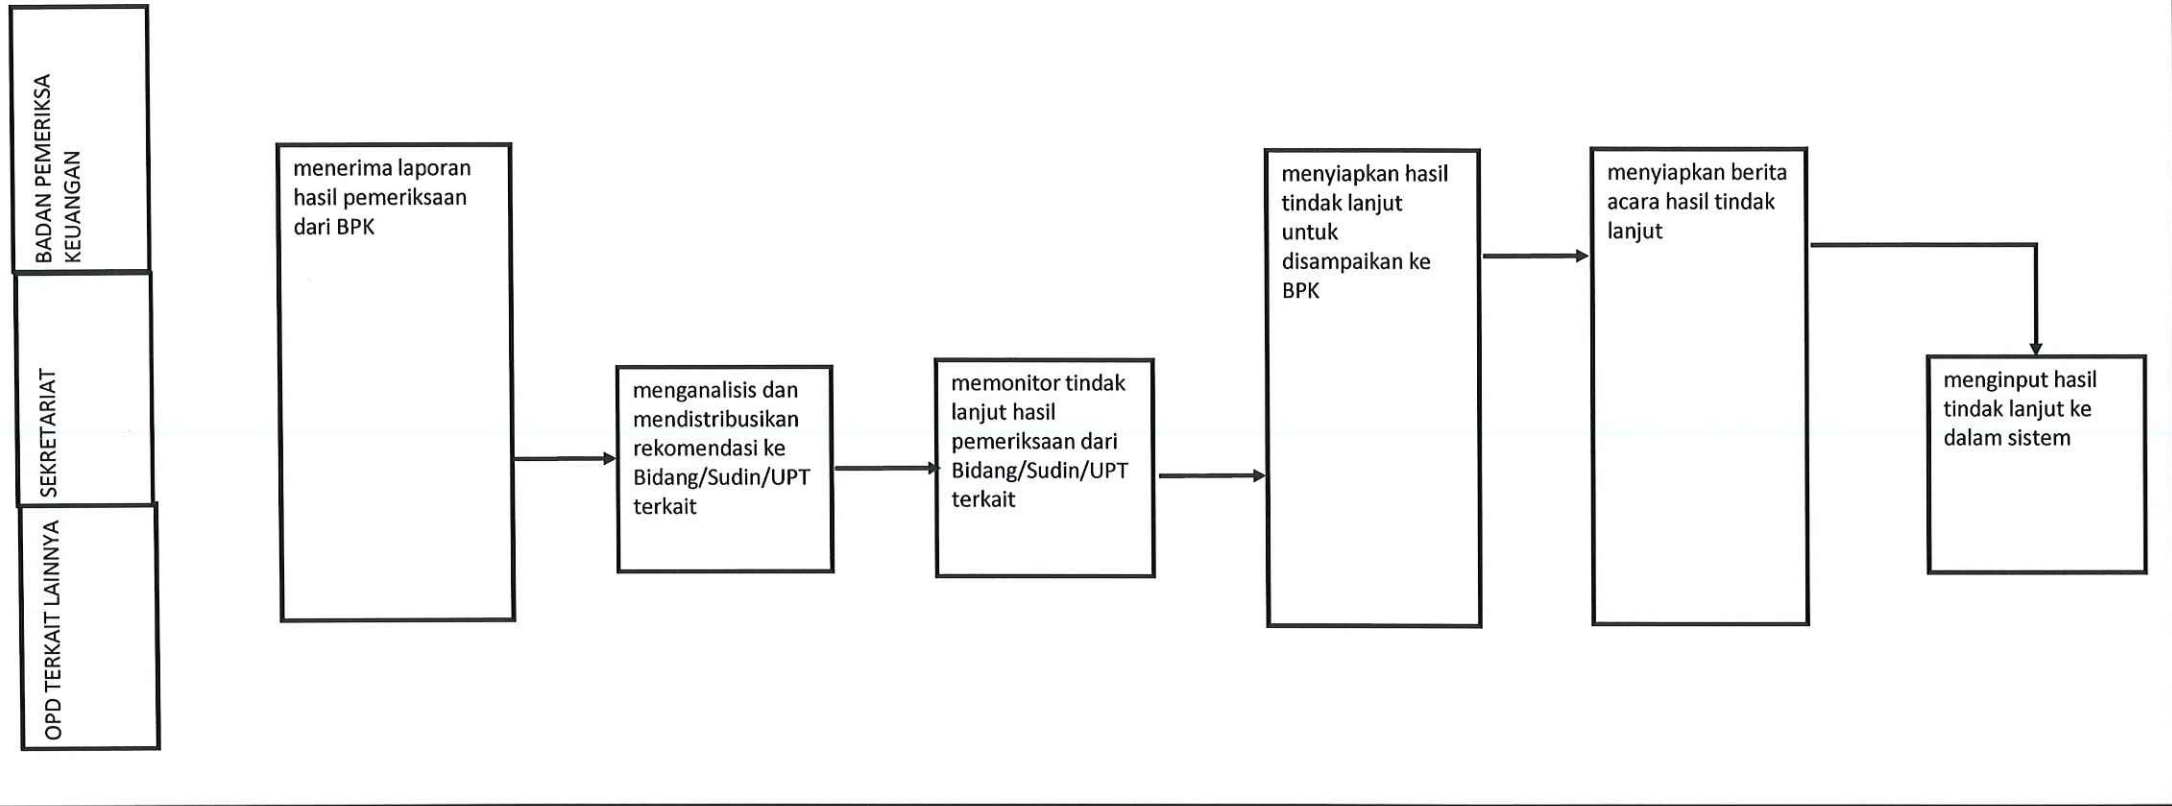 BADAN PEMERIKSA
KEUANGAN
SEKRETARIAT
OPD TERKAIT LAINNYA
menerima laporan
hasil pemeriksaan
dari BPK
menganalisis dan
mendistribusikan
rekomendasi ke
Bidang/Sudin/UPT
terkait
memonitor tindak
lanjut hasil
pemeriksaan dari
Bidang/Sudin/UPT
terkait
menyiapkan hasil
tindak lanjut
untuk
disampaikan ke
BPK
menyiapkan berita
acara hasil tindak
lanjut
menginput hasil
tindak lanjut ke
dalam sistem